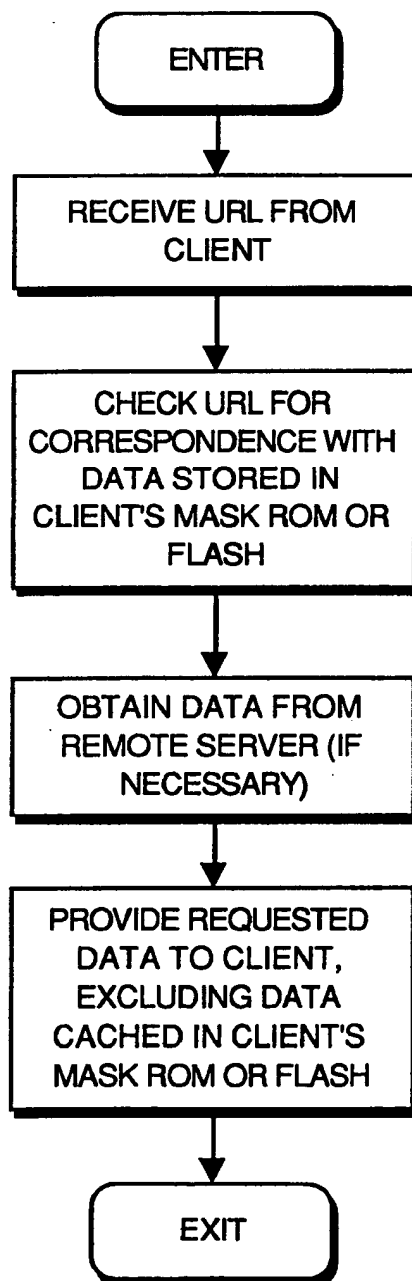 ENTER
RECEIVE URL FROM
CLIENT
CHECK URL FOR
CORRESPONDENCE WITH
DATA STORED IN
CLIENT'S MASK ROM OR
FLASH
OBTAIN DATA FROM
REMOTE SERVER (IF
NECESSARY)
PROVIDE REQUESTED
DATA TO CLIENT,
EXCLUDING DATA
CACHED IN CLIENT'S
MASK ROM OR FLASH
EXIT